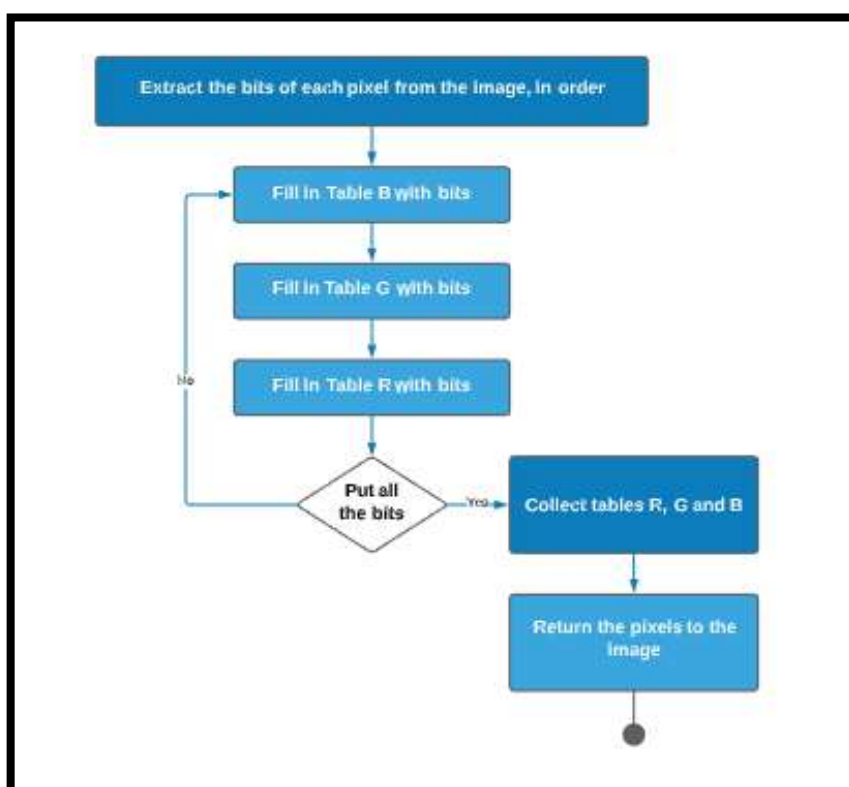 Extract the bits of each pixel from the image, in order
Fill in Table B with bits
Fill in Table G with bits
Fill in Table R with bits
No
Put all
the bits
Yes
Collect tables R, G and B
Return the pixels to the
image